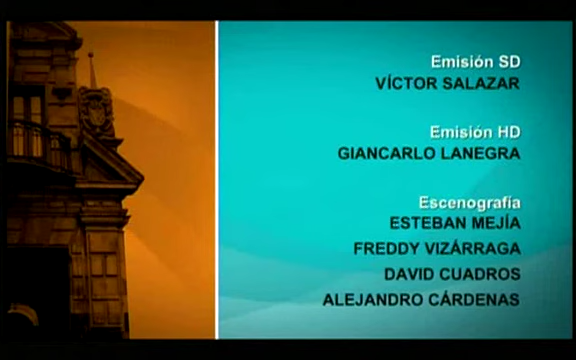 Emisión SD
VÍCTOR SALAZAR
Emisión HD
GIANCARLO LANEGRA
Escenografía
ESTEBAN MEJÍA
FREDDY VIZÁRRAGA
DAVID CUADROS
ALEJANDRO CÁRDENAS